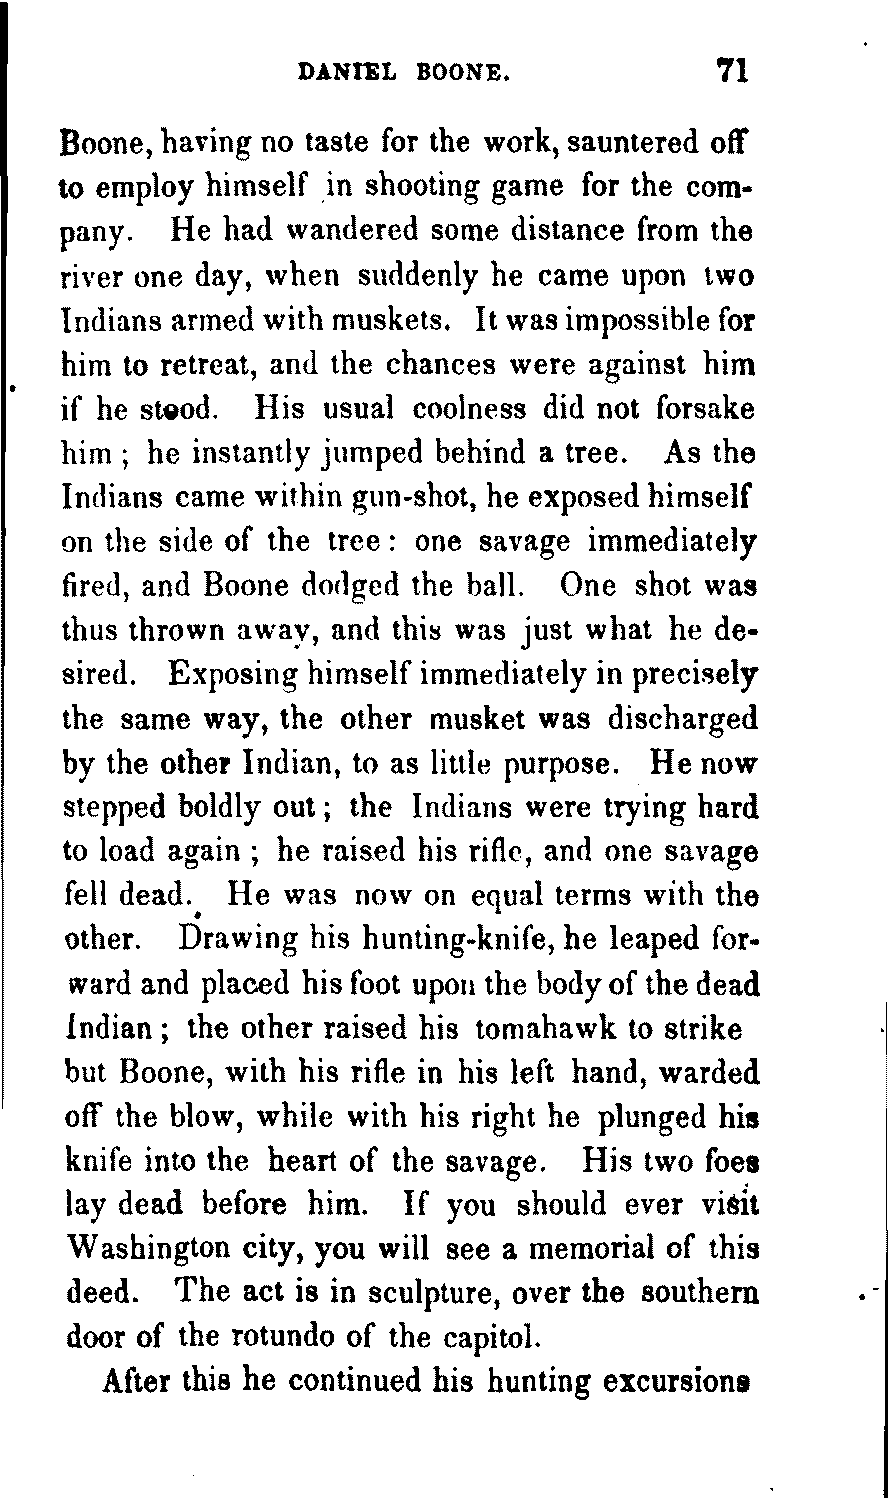 DANIEL BOONE. 71
Boone, having no taste for the work, sauntered off
to employ himself in shooting game for the com-
pany. He had wandered some distance from the
river one day, when suddenly he came upon two
Indians armed with muskets. It was impossible for
him to retreat, and the chances were against him
if he stood. His usual coolness did not forsake
him ; he instantly jumped behind a tree. As the
Indians came within gun-shot, he exposed himself
on the side of the tree : one savage immediately
fired, and Boone dodged the ball. One shot was
thus thrown away, and this was just what he de-
sired. Exposing himself immediately in precisely
the same way, the other musket was discharged
by the other Indian, to as little purpose. He now
stepped boldly out ; the Indians were trying hard
to load again ; he raised his rifle, and one savage
fell dead. He was now on equal terms with the
other. Drawing his hunting-knife, he leaped for-
ward and placed his foot upon the body of the dead
Indian ; the other raised his tomahawk to strike
but Boone, with his rifle in his left hand, warded
off the blow, while with his right he plunged his
knife into the heart of the savage. His two foes
lay dead before him. If you should ever visit
Washington city, you will see a memorial of this
deed. The act is in sculpture, over the southern
door of the rotundo of the capitol.
After this he continued his hunting excursions